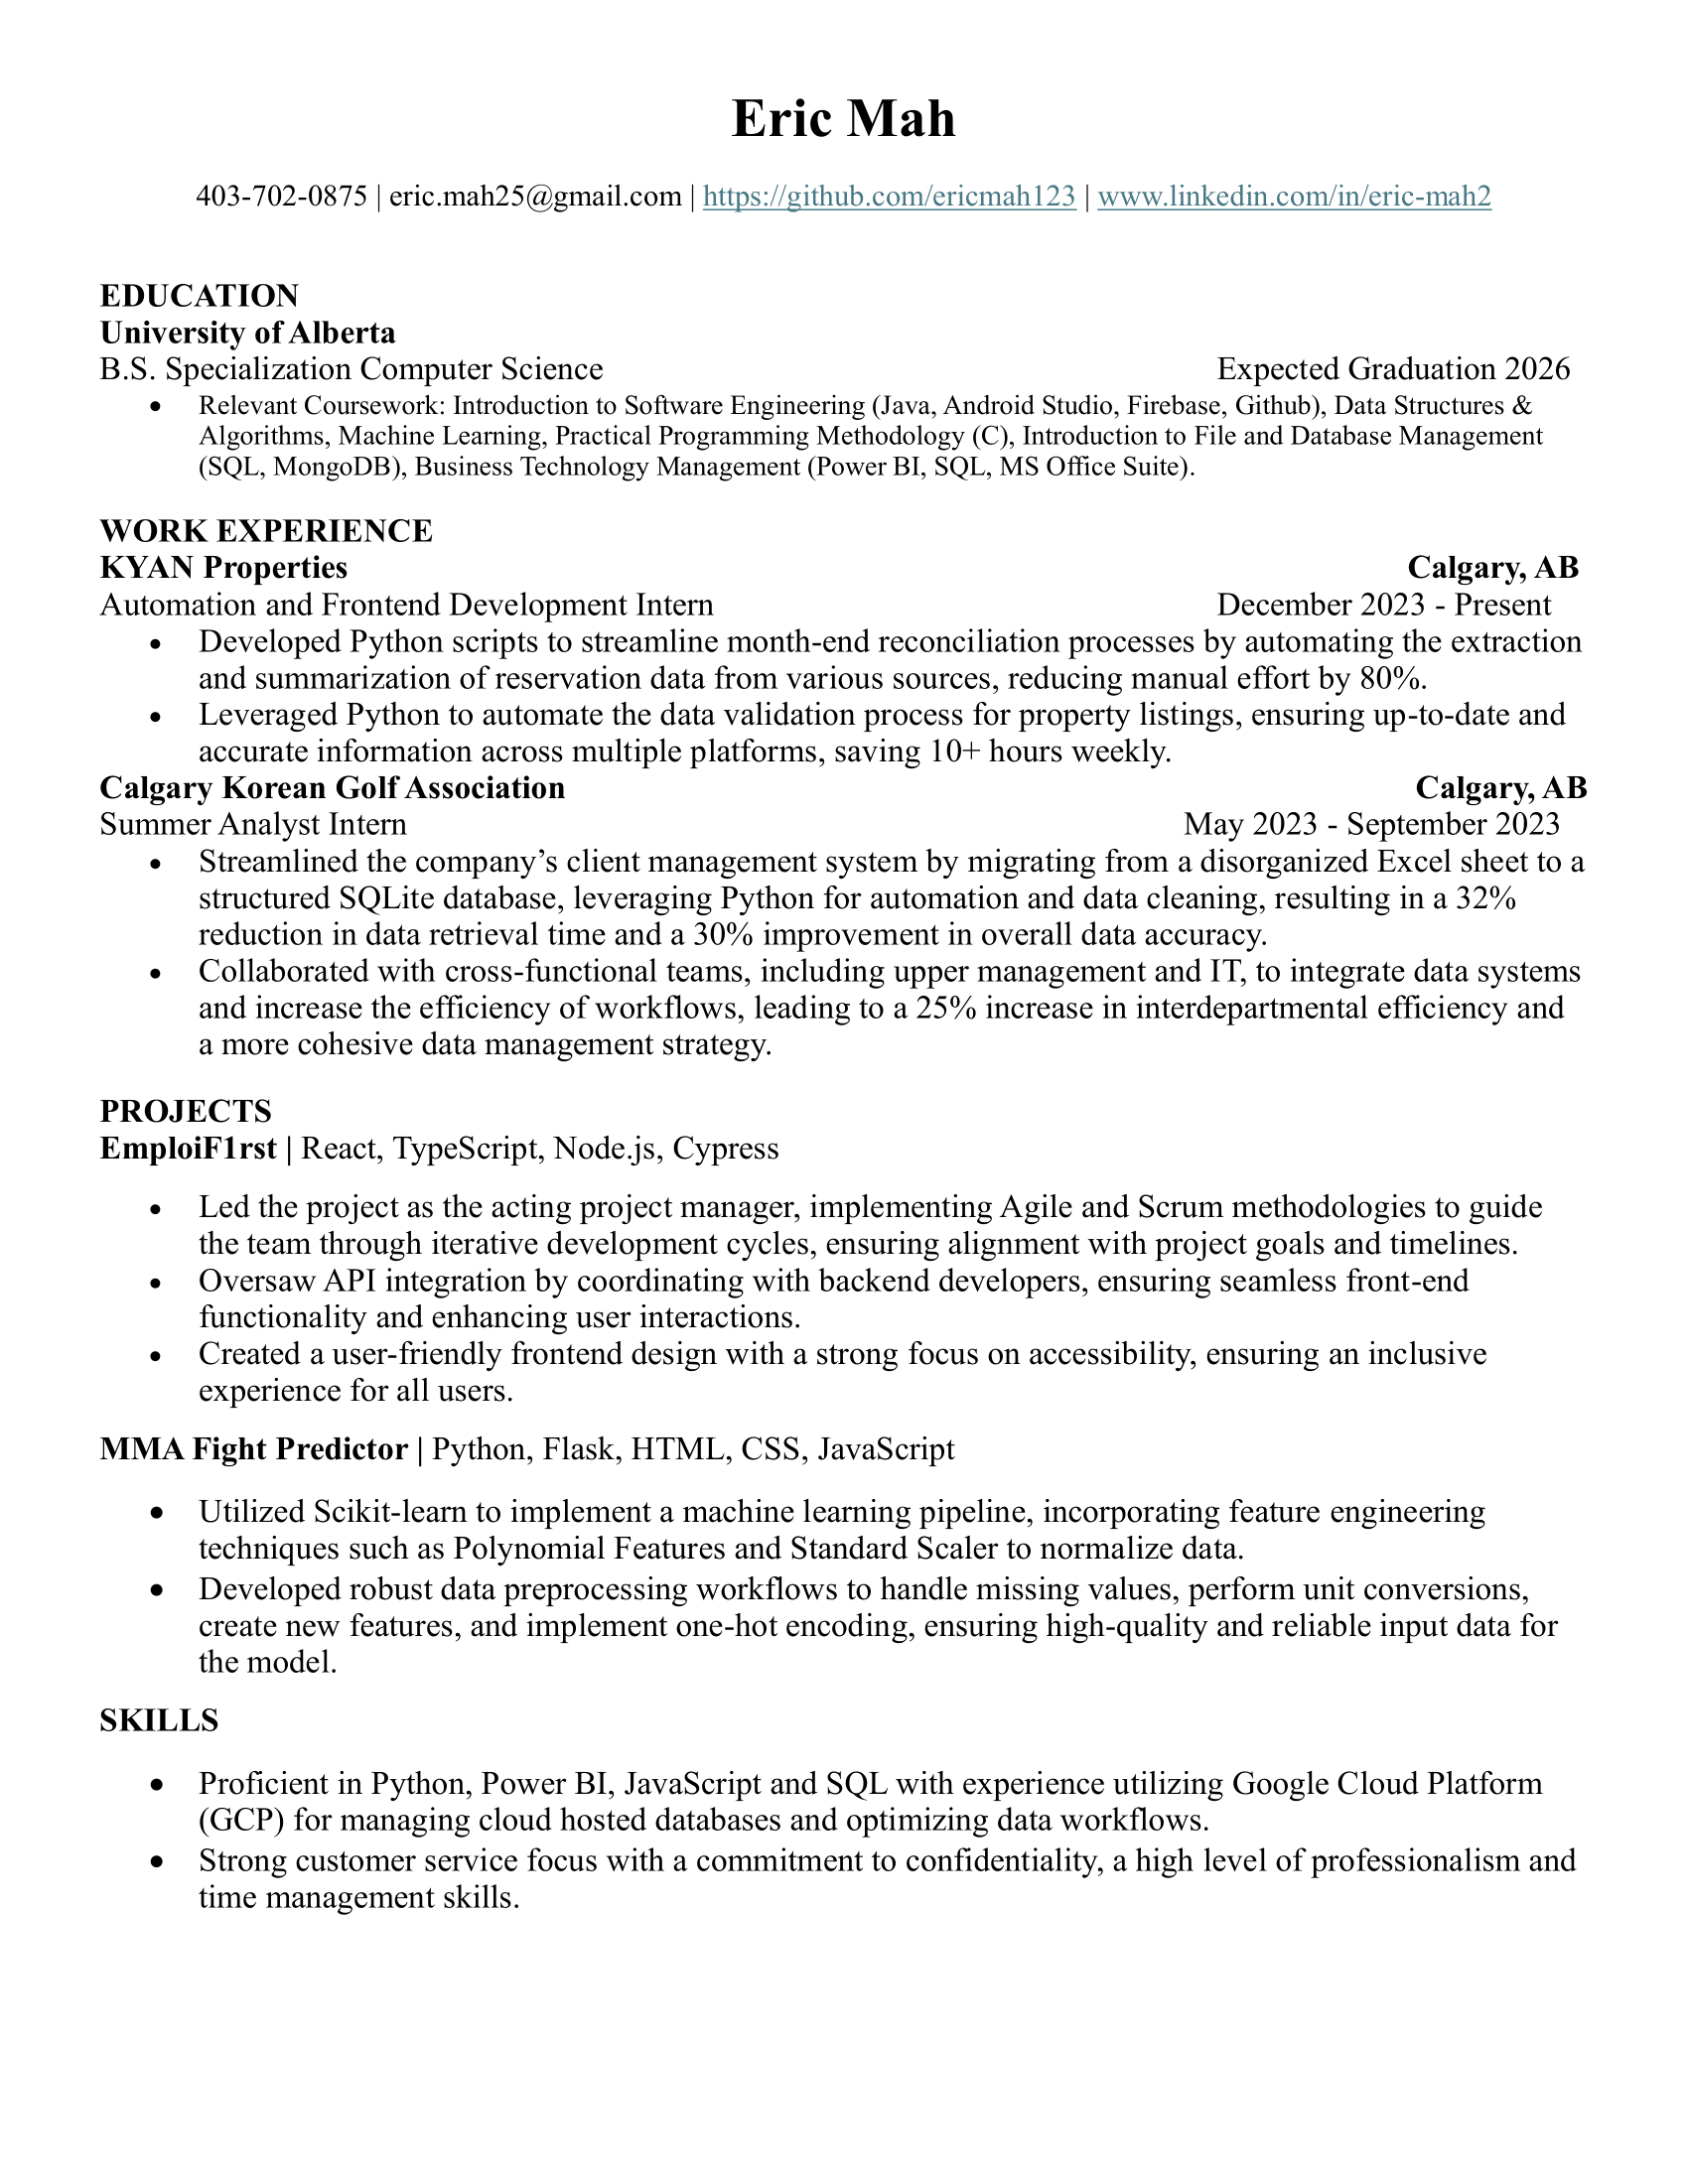 Eric Mah
403-702-0875 | eric.mah25@gmail.com | https://github.com/ericmah123 | www.linkedin.com/in/eric-mah2
EDUCATION
University of Alberta
B.S. Specialization Computer Science Expected Graduation 2026
• Relevant Coursework: Introduction to Software Engineering (Java, Android Studio, Firebase, Github), Data Structures &
Algorithms, Machine Learning, Practical Programming Methodology (C), Introduction to File and Database Management
(SQL, MongoDB), Business Technology Management (Power BI, SQL, MS Office Suite).
WORK EXPERIENCE
KYAN Properties Calgary, AB
Automation and Frontend Development Intern December 2023 - Present
• Developed Python scripts to streamline month-end reconciliation processes by automating the extraction
and summarization of reservation data from various sources, reducing manual effort by 80%.
• Leveraged Python to automate the data validation process for property listings, ensuring up-to-date and
accurate information across multiple platforms, saving 10+ hours weekly.
Calgary Korean Golf Association Calgary, AB
Summer Analyst Intern May 2023 - September 2023
• Streamlined the company’s client management system by migrating from a disorganized Excel sheet to a
structured SQLite database, leveraging Python for automation and data cleaning, resulting in a 32%
reduction in data retrieval time and a 30% improvement in overall data accuracy.
• Collaborated with cross-functional teams, including upper management and IT, to integrate data systems
and increase the efficiency of workflows, leading to a 25% increase in interdepartmental efficiency and
a more cohesive data management strategy.
PROJECTS
EmploiF1rst | React, TypeScript, Node.js, Cypress
• Led the project as the acting project manager, implementing Agile and Scrum methodologies to guide
the team through iterative development cycles, ensuring alignment with project goals and timelines.
• Oversaw API integration by coordinating with backend developers, ensuring seamless front-end
functionality and enhancing user interactions.
• Created a user-friendly frontend design with a strong focus on accessibility, ensuring an inclusive
experience for all users.
MMA Fight Predictor | Python, Flask, HTML, CSS, JavaScript
• Utilized Scikit-learn to implement a machine learning pipeline, incorporating feature engineering
techniques such as Polynomial Features and Standard Scaler to normalize data.
• Developed robust data preprocessing workflows to handle missing values, perform unit conversions,
create new features, and implement one-hot encoding, ensuring high-quality and reliable input data for
the model.
SKILLS
• Proficient in Python, Power BI, JavaScript and SQL with experience utilizing Google Cloud Platform
(GCP) for managing cloud hosted databases and optimizing data workflows.
• Strong customer service focus with a commitment to confidentiality, a high level of professionalism and
time management skills.